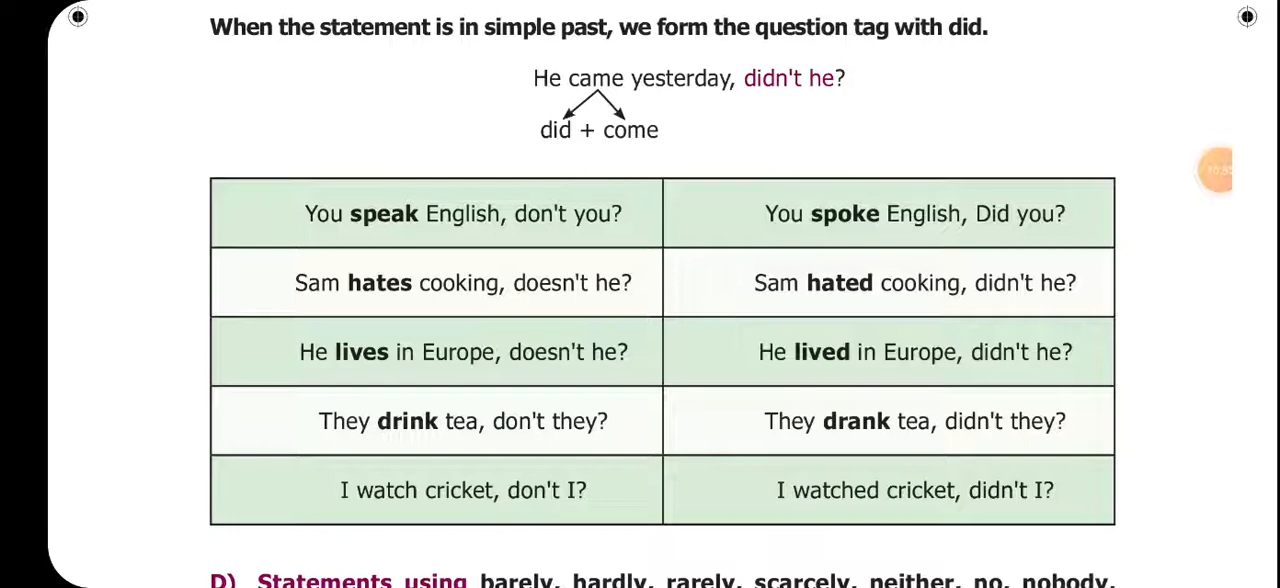 When the statement is in simple past, we form the question tag with did.
He came yesterday, didn't he?
did + come
You speak English, don't you?
You spoke English, Did you?
Sam hates cooking, doesn't he?
Sam hated cooking, didn't he?
He lives in Europe, doesn't he?
He lived in Europe, didn't he?
They drink tea, don't they?
They drank tea, didn't they?
I watch cricket, don't I?
I watched cricket, didn't I?
D) Statements using barely, hardly, rarely, scarcely, neither, no, nobody,